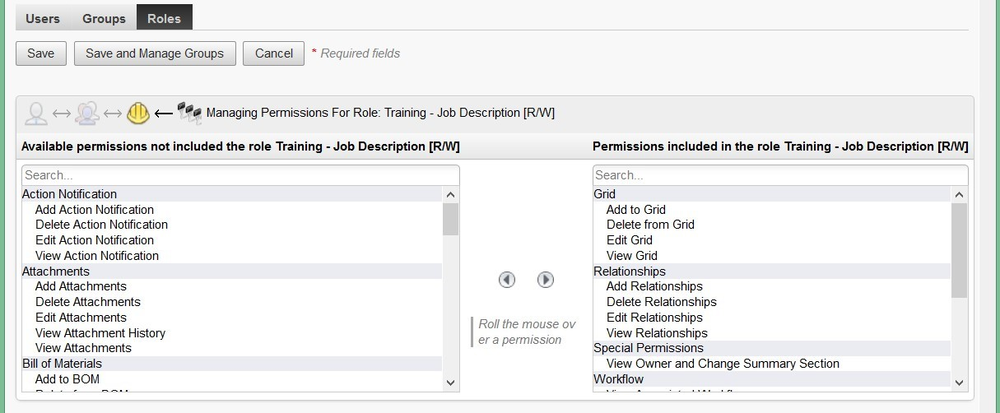 Users Groups Roles
Save Save and Manage Groups Cancel * Required fields
Managing Permissions For Role: Training - Job Description [R/W]
Available permissions not included the role Training - Job Description [R/W]
Search...
Action Notification
Add Action Notification
Delete Action Notification
Edit Action Notification
View Action Notification
Attachments
Add Attachments
Delete Attachments
Edit Attachments
View Attachment History
View Attachments
Bill of Materials
Add to BOM
Roll the mouse ov
er a permission
Permissions included in the role Training - Job Description [R/W]
Search...
Grid
Add to Grid
Delete from Grid
Edit Grid
View Grid
Relationships
Add Relationships
Delete Relationships
Edit Relationships
View Relationships
Special Permissions
View Owner and Change Summary Section
Workflow